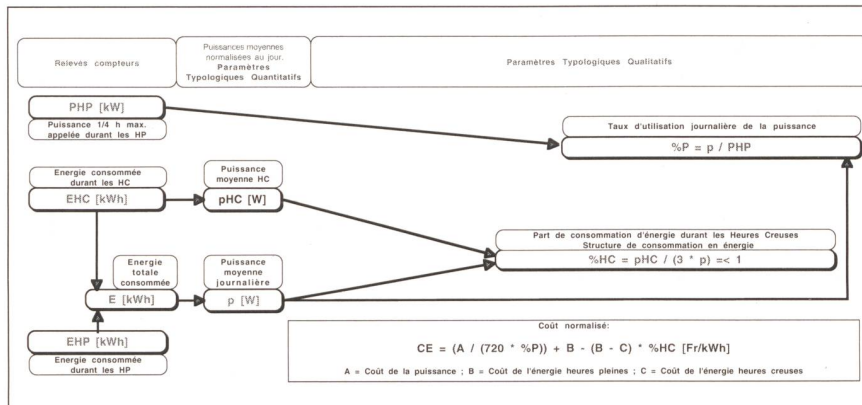 Relevés compteurs
Puissances moyennes
normalisées au jour.
Paramètres
Typologiques Quantitatifs
Paramètres Typologiques Qualitatifs
PHP [kW]
Puissance 1/4 h max.
appelée durant les HP
Taux d'utilisation journalière de la puissance
%P = p / PHP
Energie consommée
durant les HC
EHC [kWh]
Puissance
moyenne HC
pHC [W]
Part de consommation d'énergie durant les Heures Creuses
Structure de consommation en énergie
%HC = pHC / (3 * p) =< 1
Energie
totale
consommée
E [kWh]
Puissance
moyenne
journalière
p [W]
EHP [kWh]
Energie consommée
durant les HP
Coût normalisé:
CE = (A / (720 * %P)) + B - (B - C) * %HC [Fr/kWh]
A = Coût de la puissance ; B = Coût de l'énergie heures pleines ; C = Coût de l'énergie heures creuses